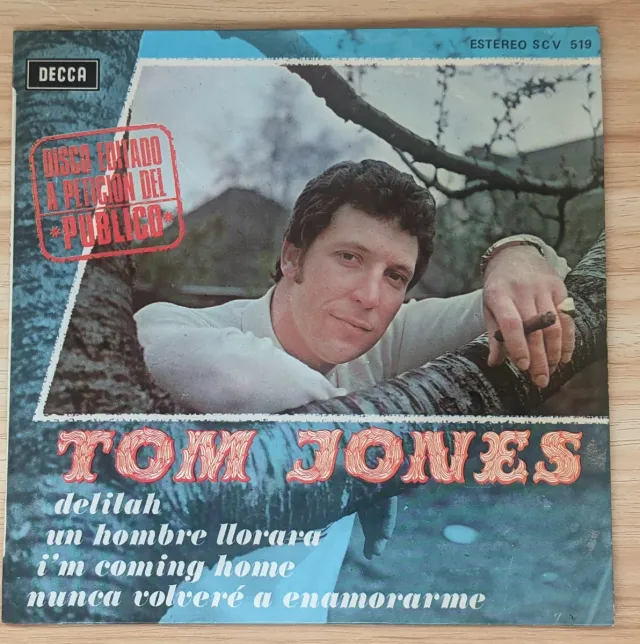 ESTEREO SCV 519
DECCA
DISCO EDITADO
A PETICION DEL
*PUBLICO*
TOM JONES
delilah
un hombre llorara
i'm coming home
nunca volveré a enamorarme